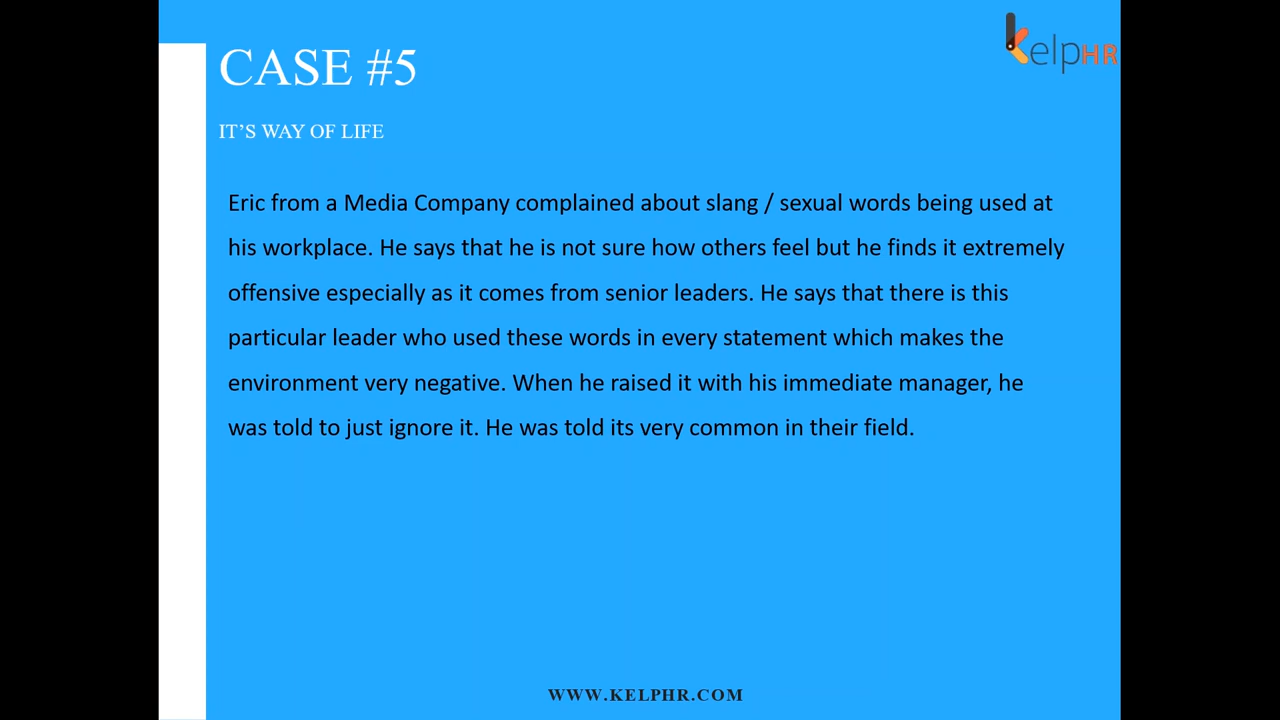 kelpHR
CASE #5
IT'S WAY OF LIFE
Eric from a Media Company complained about slang / sexual words being used at
his workplace. He says that he is not sure how others feel but he finds it extremely
offensive especially as it comes from senior leaders. He says that there is this
particular leader who used these words in every statement which makes the
environment very negative. When he raised it with his immediate manager, he
was told to just ignore it. He was told its very common in their field.
WWW.KELPHR.COM